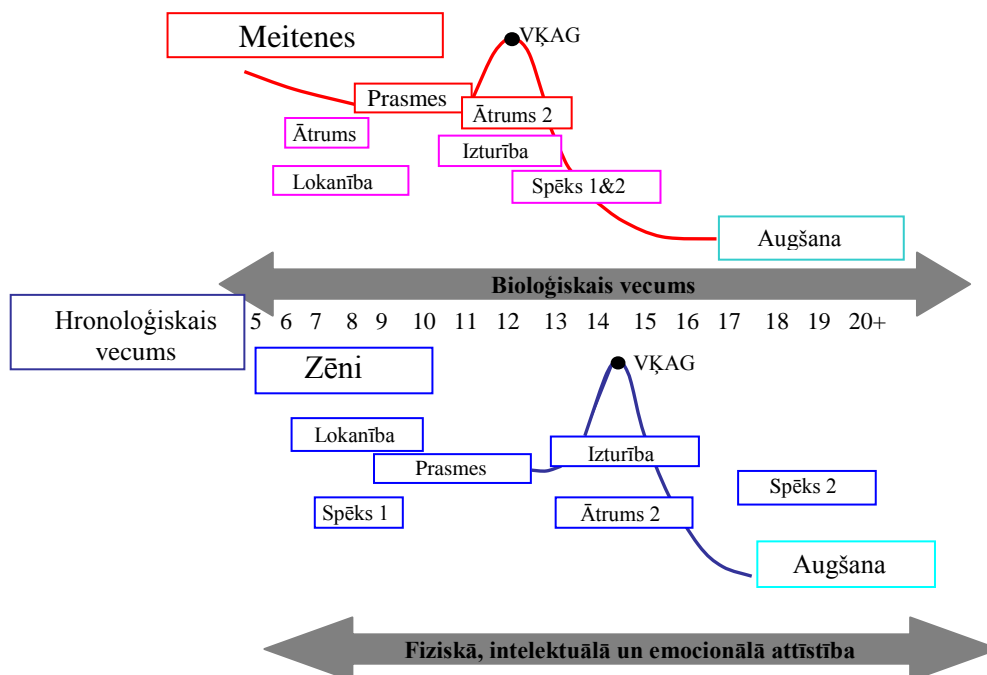 Meitenes
VĶAG
Prasmes
Ātrums 2
Ātrums
Izturība
Lokanība
Spēks 1&2
Augšana
Bioloģiskais vecums
Hronoloģiskais
vecums
5 6 7 8 9 10 11 12 13 14 15 16 17 18 19 20+
Zēni
VĶAG
Lokanība
Izturība
Prasmes
Spēks 2
Spēks 1
Ātrums 2
Augšana
Fiziskā, intelektuālā un emocionālā attīstība